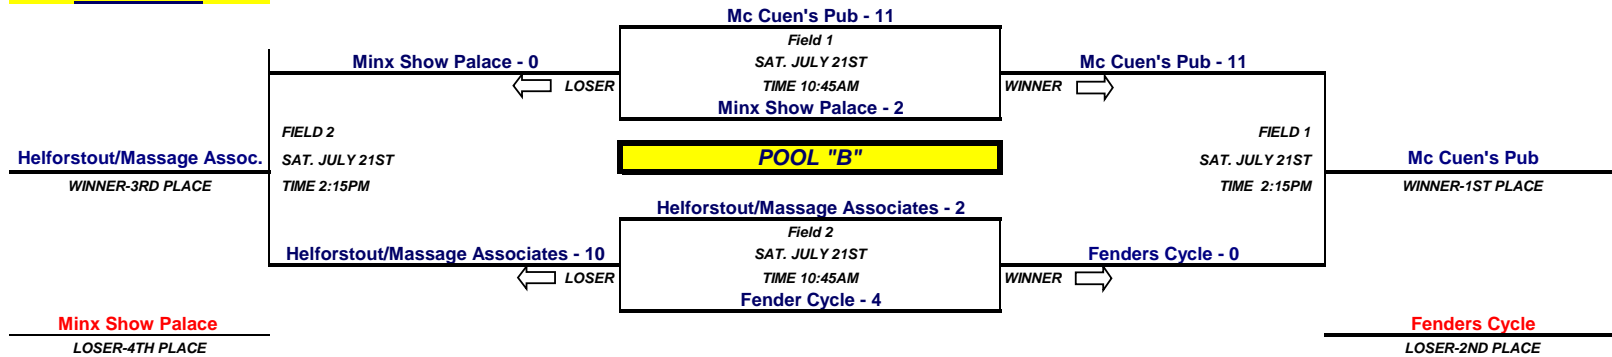 Mc Cuen's Pub - 11
Field 1
Minx Show Palace - 0
SAT. JULY 21ST
Mc Cuen's Pub - 11
LOSER
TIME 10:45AM
WINNER
Minx Show Palace - 2
FIELD 2
FIELD 1
Helforstout/Massage Assoc.
SAT. JULY 21ST
POOL "B"
SAT. JULY 21ST
Mc Cuen's Pub
WINNER-3RD PLACE
TIME 2:15PM
TIME 2:15PM
WINNER-1ST PLACE
Helforstout/Massage Associates - 2
Field 2
Helforstout/Massage Associates - 10
SAT. JULY 21ST
Fenders Cycle - 0
LOSER
TIME 10:45AM
WINNER
Fender Cycle - 4
Minx Show Palace
Fenders Cycle
LOSER-4TH PLACE
LOSER-2ND PLACE